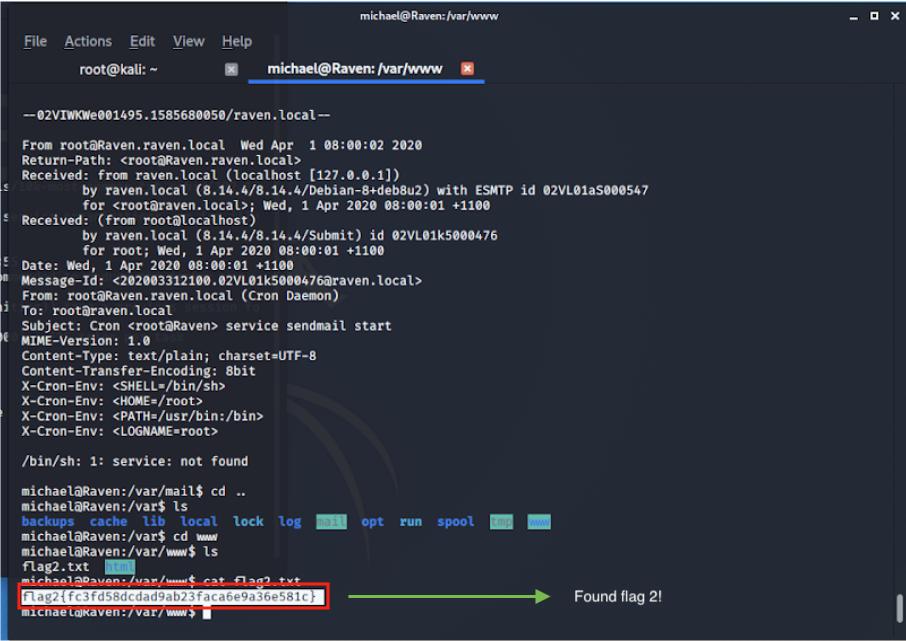 michael@Raven: /var/www
File Actions Edit View Help
root@kali: ~ michael@Raven: /var/www
--02VIWKWe001495.1585680050/raven.local--
From root@Raven.raven.local Wed Apr 1 08:00:02 2020
Return-Path: <root@Raven.raven.local>
Received: from raven.local (localhost [127.0.0.1])
by raven.local (8.14.4/8.14.4/Debian-8+deb8u2) with ESMTP id 02VL01aS000547
for <root@raven.local>; Wed, 1 Apr 2020 08:00:01 +1100
Received: (from root@localhost)
by raven.local (8.14.4/8.14.4/Submit) id 02VL01k5000476
for root; Wed, 1 Apr 2020 08:00:01 +1100
Date: Wed, 1 Apr 2020 08:00:01 +1100
Message-Id: <202003312100.02VL01k5000476@raven.local>
From: root@Raven.raven.local (Cron Daemon)
To: root@raven.local
Subject: Cron <root@Raven> service sendmail start
MIME-Version: 1.0
Content-Type: text/plain; charset=UTF-8
Content-Transfer-Encoding: 8bit
X-Cron-Env: <SHELL=/bin/sh>
X-Cron-Env: <HOME=/root>
X-Cron-Env: <PATH=/usr/bin:/bin>
X-Cron-Env: <LOGNAME=root>
/bin/sh: 1: service: not found
michael@Raven:/var/mail$ cd ..
michael@Raven:/var$ ls
backups cache lib local lock log mail opt run spool tmp www
michael@Raven:/var$ cd www
michael@Raven:/var/www$ ls
flag2.txt html
michael@Raven:/var/www$ cat flag2.txt
flag2{fc3fd58dcdad9ab23faca6e9a36e581c} Found flag 2!
michael@Raven:/var/www$